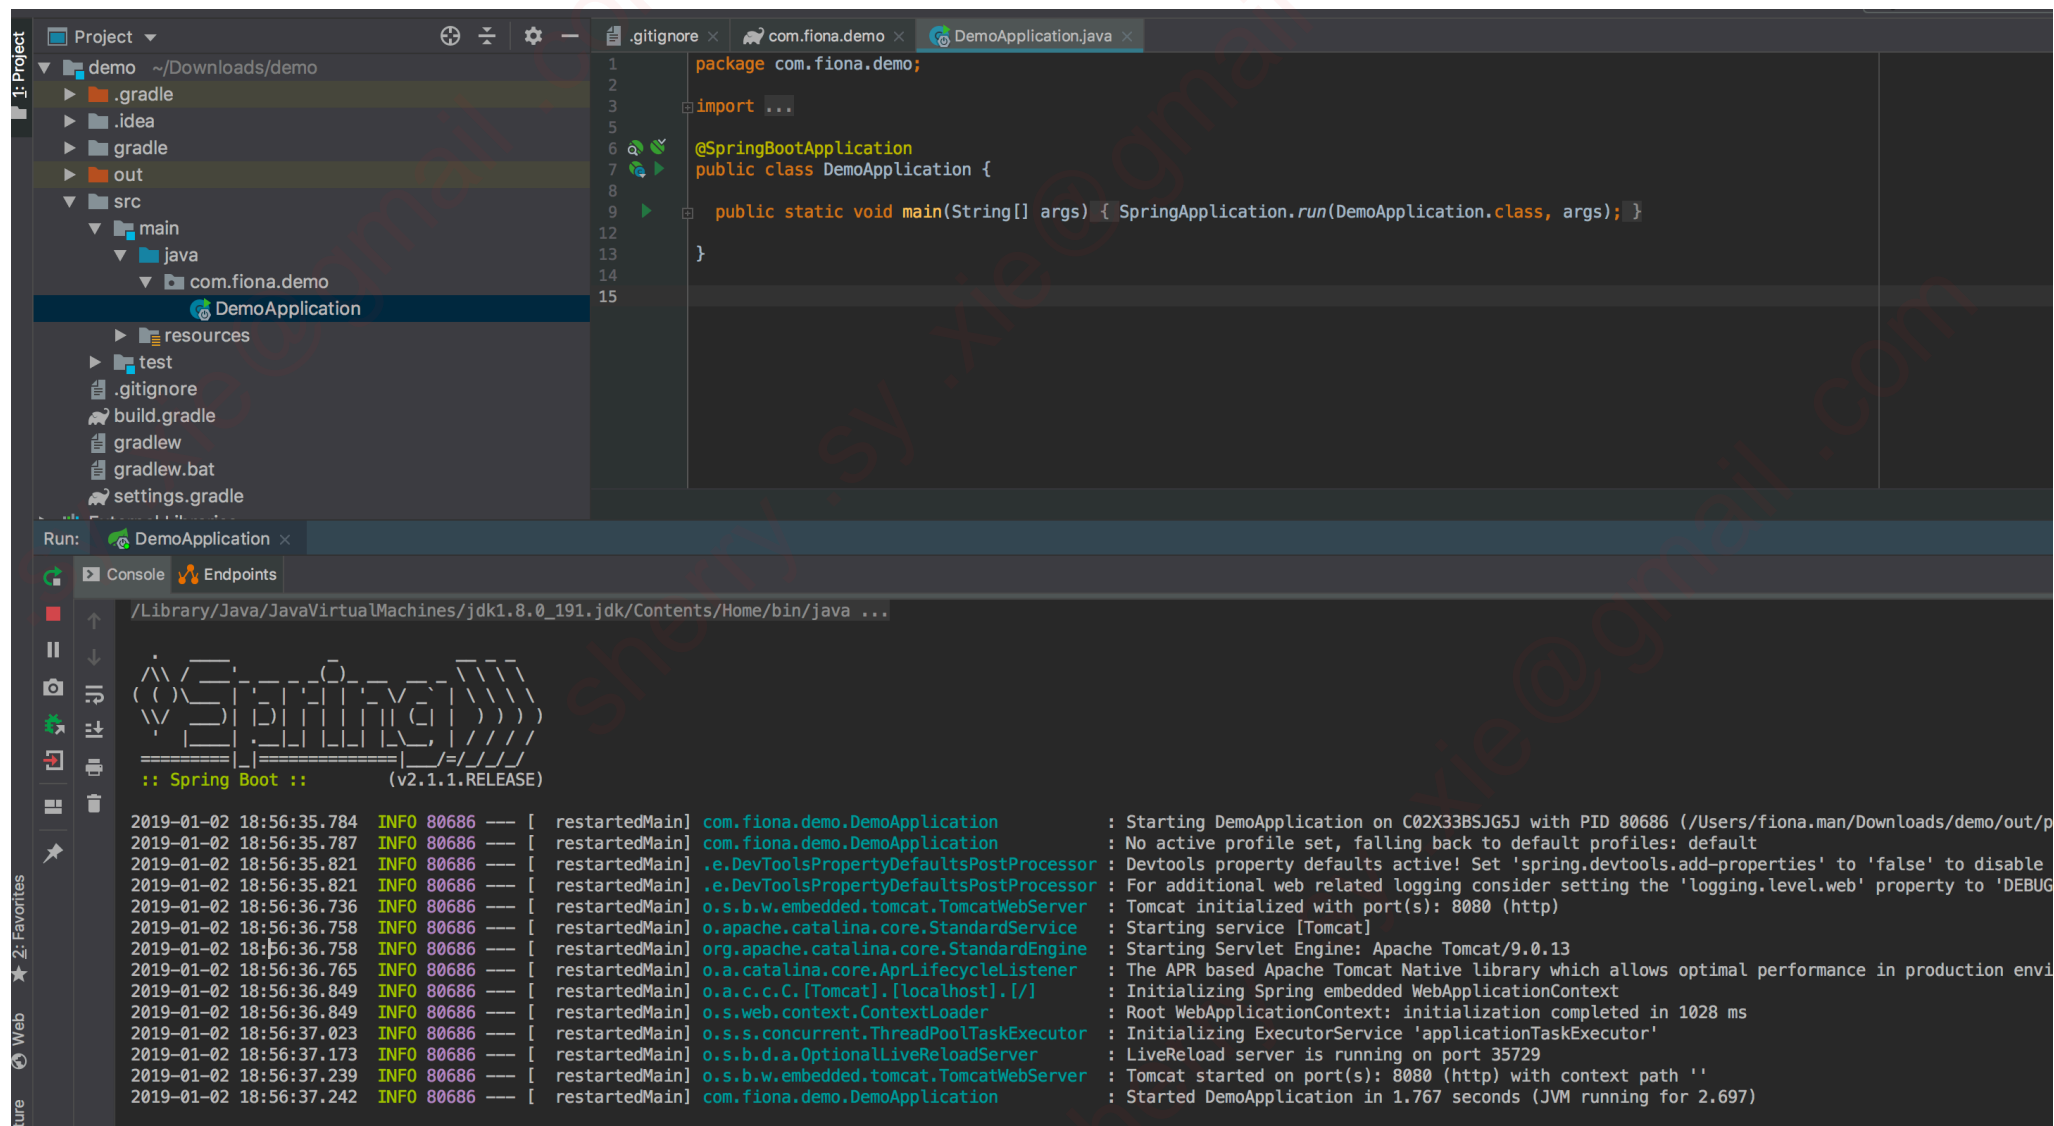 1: Project
Project
demo ~/Downloads/demo
.gradle
.idea
gradle
out
src
main
java
com.fiona.demo
DemoApplication
resources
test
.gitignore
build.gradle
gradlew
gradlew.bat
settings.gradle
External Libraries
.gitignore com.fiona.demo DemoApplication.java
1 package com.fiona.demo;
2
3 import ...
5
6 @SpringBootApplication
7 public class DemoApplication {
8
9 public static void main(String[] args) { SpringApplication.run(DemoApplication.class, args); }
12
13 }
14
15
Run: DemoApplication
Console Endpoints
/Library/Java/JavaVirtualMachines/jdk1.8.0_191.jdk/Contents/Home/bin/java ...
Spring
:: Spring Boot :: (v2.1.1.RELEASE)
2019-01-02 18:56:35.784 INFO 80686 --- [ restartedMain] com.fiona.demo.DemoApplication : Starting DemoApplication on C02X33BSJG5J with PID 80686 (/Users/fiona.man/Downloads/demo/out/p
2019-01-02 18:56:35.787 INFO 80686 --- [ restartedMain] com.fiona.demo.DemoApplication : No active profile set, falling back to default profiles: default
2019-01-02 18:56:35.821 INFO 80686 --- [ restartedMain] .e.DevToolsPropertyDefaultsPostProcessor : Devtools property defaults active! Set 'spring.devtools.add-properties' to 'false' to disable
2019-01-02 18:56:35.821 INFO 80686 --- [ restartedMain] .e.DevToolsPropertyDefaultsPostProcessor : For additional web related logging consider setting the 'logging.level.web' property to 'DEBUG
2019-01-02 18:56:36.736 INFO 80686 --- [ restartedMain] o.s.b.w.embedded.tomcat.TomcatWebServer : Tomcat initialized with port(s): 8080 (http)
2019-01-02 18:56:36.758 INFO 80686 --- [ restartedMain] o.apache.catalina.core.StandardService : Starting service [Tomcat]
2019-01-02 18:56:36.758 INFO 80686 --- [ restartedMain] org.apache.catalina.core.StandardEngine : Starting Servlet Engine: Apache Tomcat/9.0.13
2019-01-02 18:56:36.765 INFO 80686 --- [ restartedMain] o.a.catalina.core.AprLifecycleListener : The APR based Apache Tomcat Native library which allows optimal performance in production envi
2019-01-02 18:56:36.849 INFO 80686 --- [ restartedMain] o.a.c.c.C.[Tomcat].[localhost].[/] : Initializing Spring embedded WebApplicationContext
2019-01-02 18:56:36.849 INFO 80686 --- [ restartedMain] o.s.web.context.ContextLoader : Root WebApplicationContext: initialization completed in 1028 ms
2019-01-02 18:56:37.023 INFO 80686 --- [ restartedMain] o.s.s.concurrent.ThreadPoolTaskExecutor : Initializing ExecutorService 'applicationTaskExecutor'
2019-01-02 18:56:37.173 INFO 80686 --- [ restartedMain] o.s.b.d.a.OptionalLiveReloadServer : LiveReload server is running on port 35729
2019-01-02 18:56:37.239 INFO 80686 --- [ restartedMain] o.s.b.w.embedded.tomcat.TomcatWebServer : Tomcat started on port(s): 8080 (http) with context path ''
2019-01-02 18:56:37.242 INFO 80686 --- [ restartedMain] com.fiona.demo.DemoApplication : Started DemoApplication in 1.767 seconds (JVM running for 2.697)
2: Favorites
Web
ture
sherry.sy.xie@gmail.com